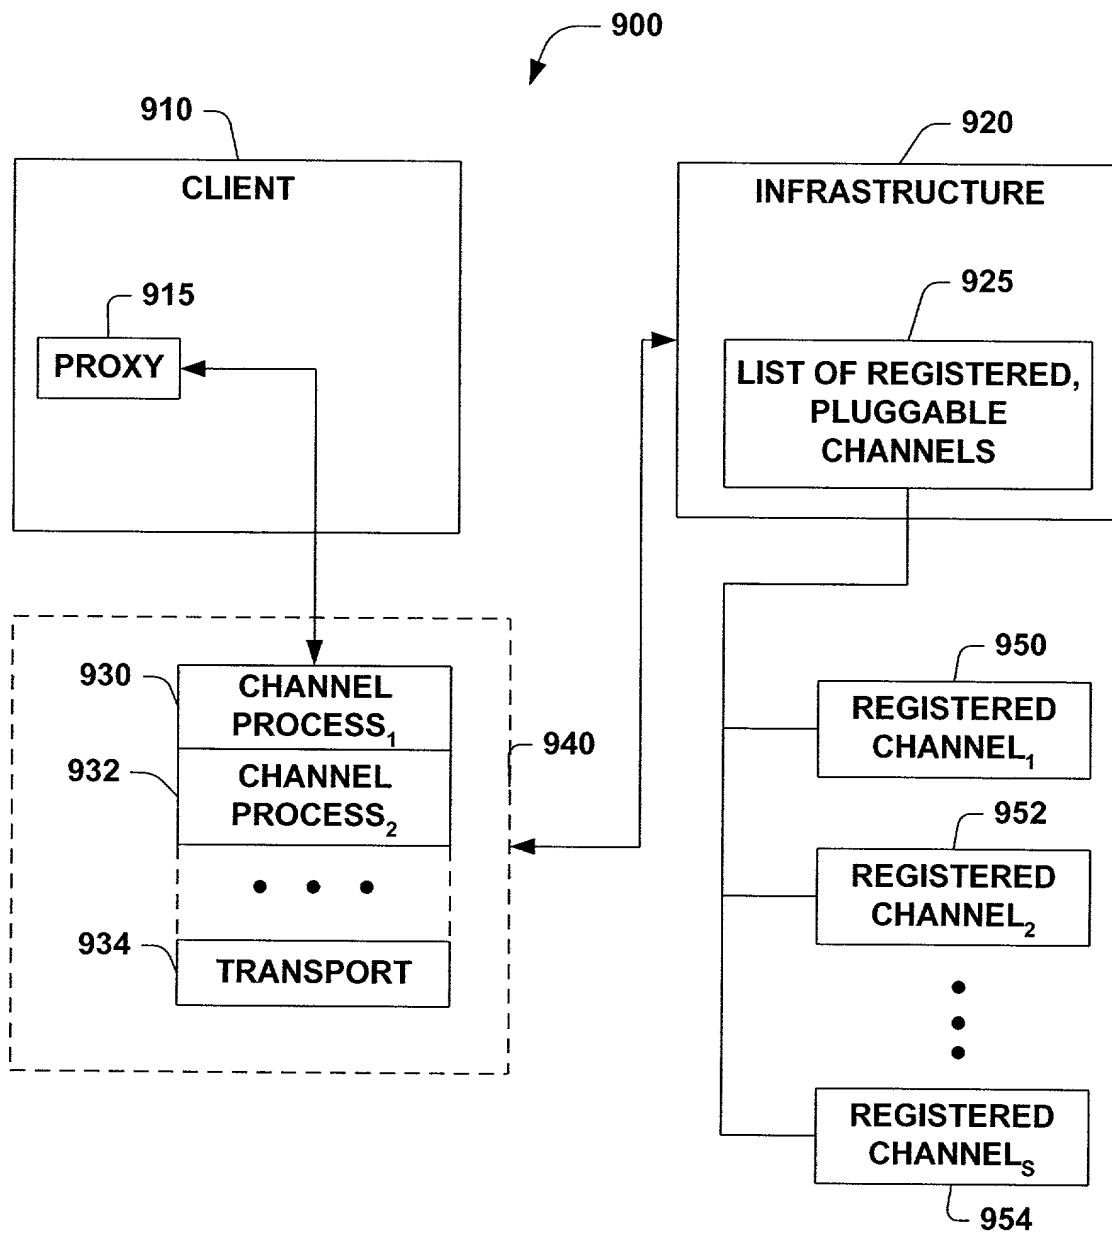 900
910
CLIENT
915
PROXY
920
INFRASTRUCTURE
925
LIST OF REGISTERED,
PLUGGABLE
CHANNELS
930
CHANNEL
PROCESS1
932
CHANNEL
PROCESS2
934
TRANSPORT
940
950
REGISTERED
CHANNEL1
952
REGISTERED
CHANNEL2
REGISTERED
CHANNELS
954